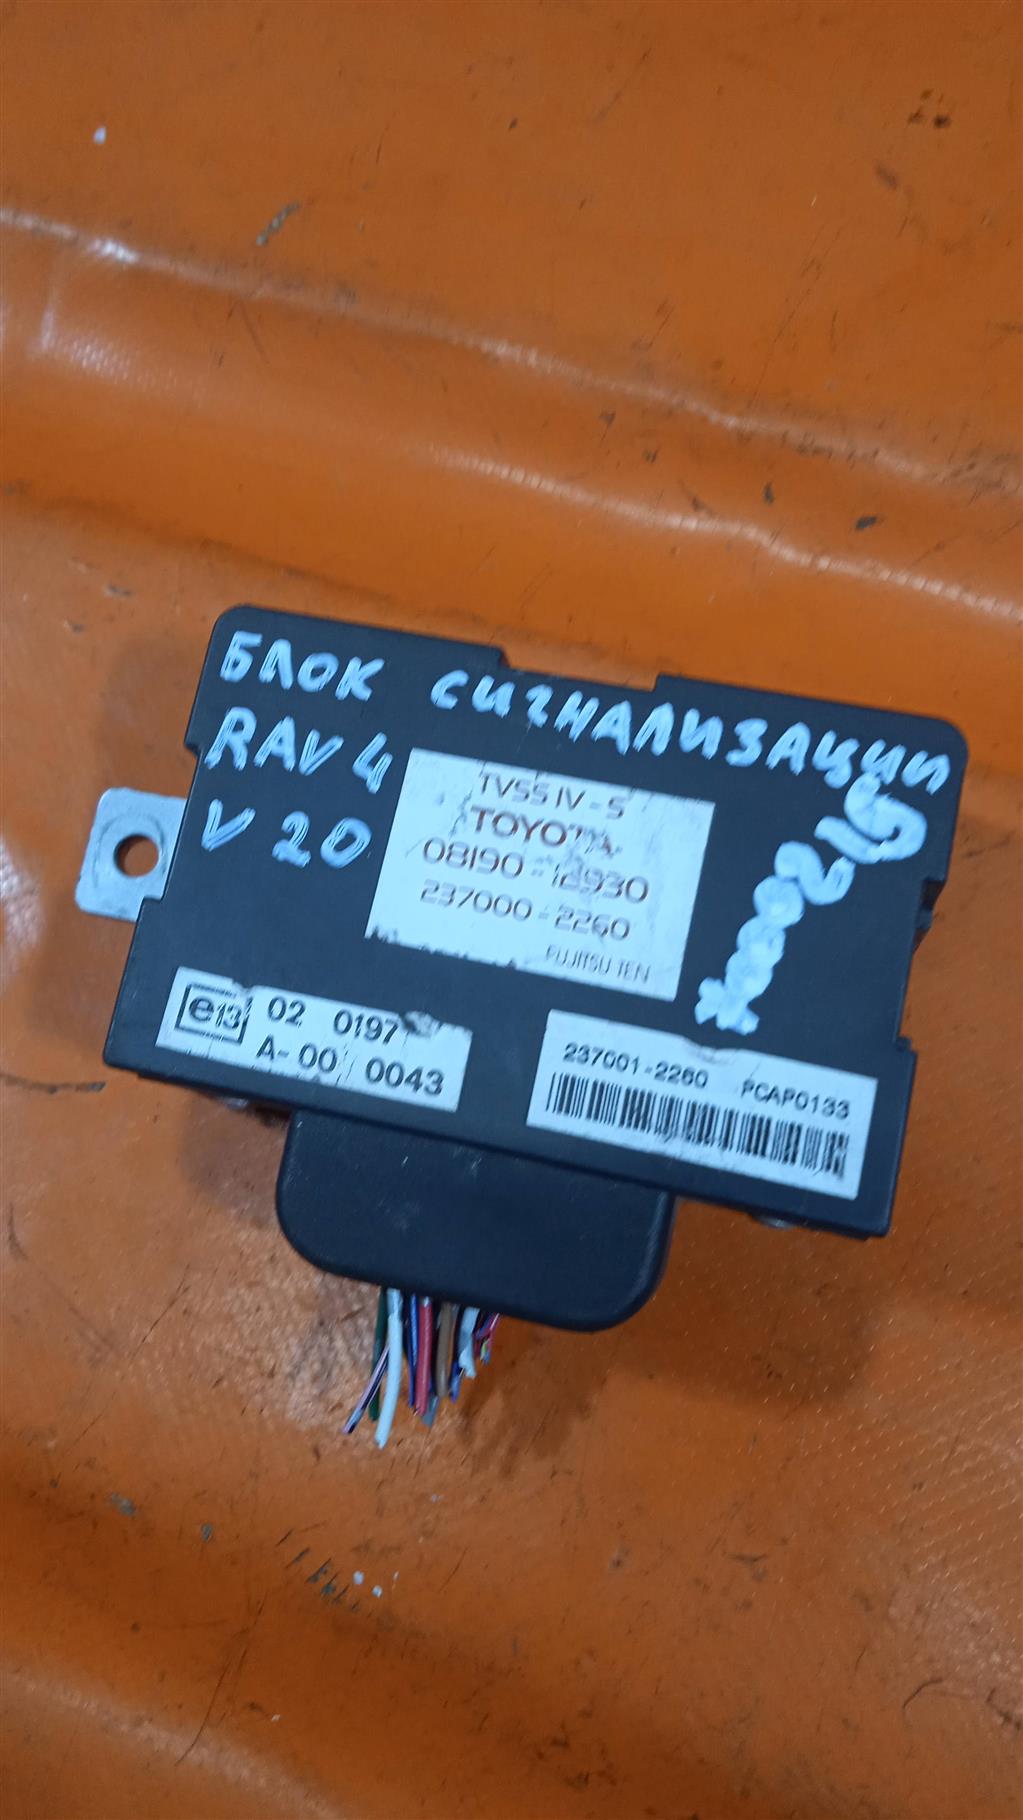 БЛОК СИГНАЛИЗАЦИИ
RAV 4
V 20
TVSS IV - S
TOYOTA
08190 - 12930
237000 - 2260
FUJITSU TEN
e13
02 0197
A-00 0043
237001-2260 PCAP0133